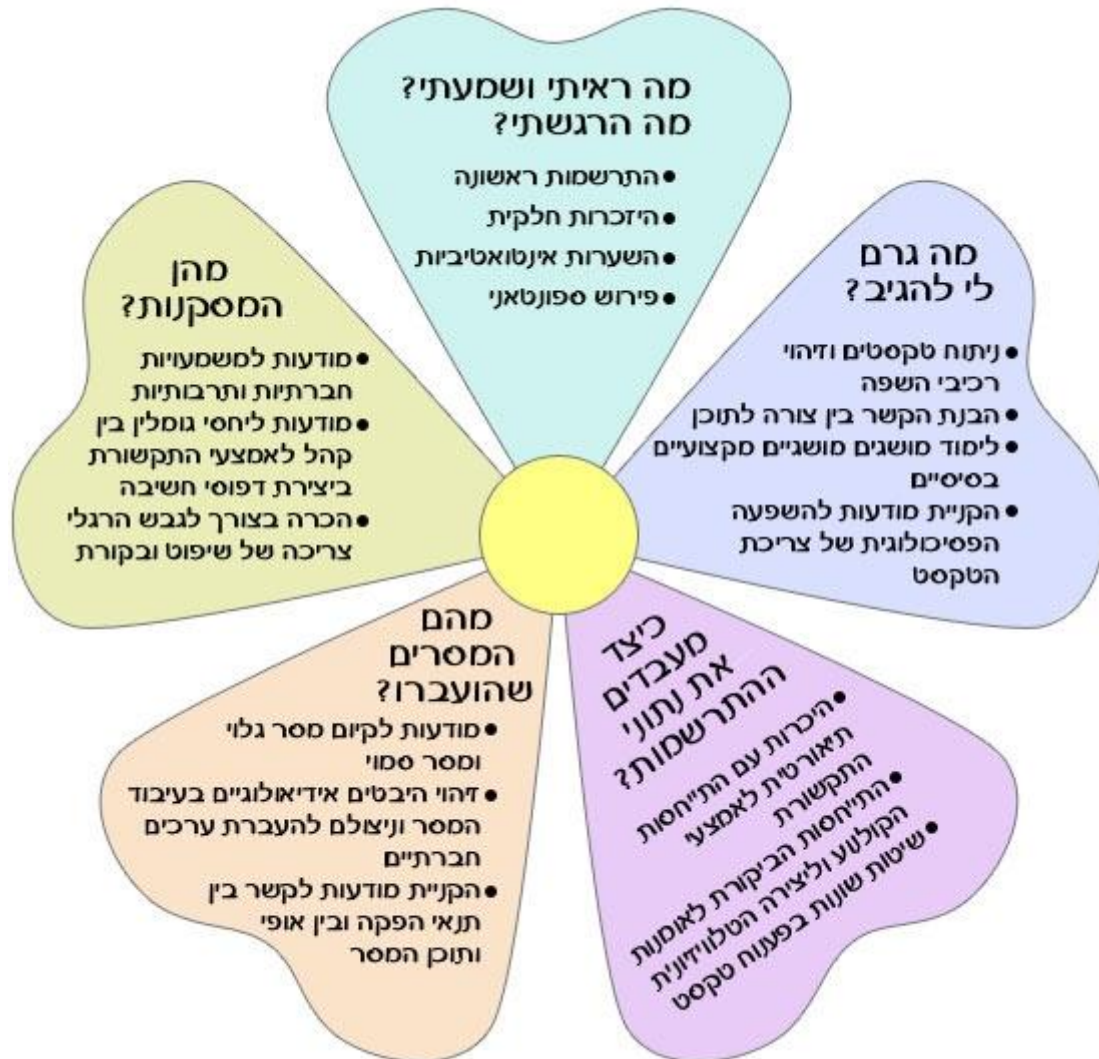 מה ראיתי ושמעתי?
מה הרגשתי?
•התרשמות ראשונה
•היזכרות חלקית
•השערות אינטואטיביות
•פירוש ספונטאני
מה גרם
לי להגיב?
•ניתוח טקסטים וזיהוי
רכיבי השפה
•הבנת הקשר בין צורה לתוכן
•לימוד מושגים מושגיים מקצועיים
בסיסיים
•הקניית מודעות להשפעה
הפסיכולוגית של צריכת
הטקסט
כיצד
מעבדים
את נתוני
ההתרשמות?
•היכרות עם התייחסות
תיאורטית לאמצעי
התקשורת
•התייחסות הביקורת לאומנות
הקולנוע וליצירה הטלוויזיונית
•שיטות שונות בפענוח טקסט
מהם
המסרים
שהועברו?
•מודעות לקיום מסר גלוי
ומסר סמוי
•זיהוי היבטים אידיאולוגיים בעיבוד
המסר וניצולם להעברת ערכים
חברתיים
•הקניית מודעות לקשר בין
תנאי הפקה ובין אופי
ותוכן המסר
מהן
המסקנות?
•מודעות למשמעויות
חברתיות ותרבותיות
•מודעות ליחסי גומלין בין
קהל לאמצעי התקשורת
ביצירת דפוסי חשיבה
•הכרה בצורך לגבש הרגלי
צריכה של שיפוט ובקורת